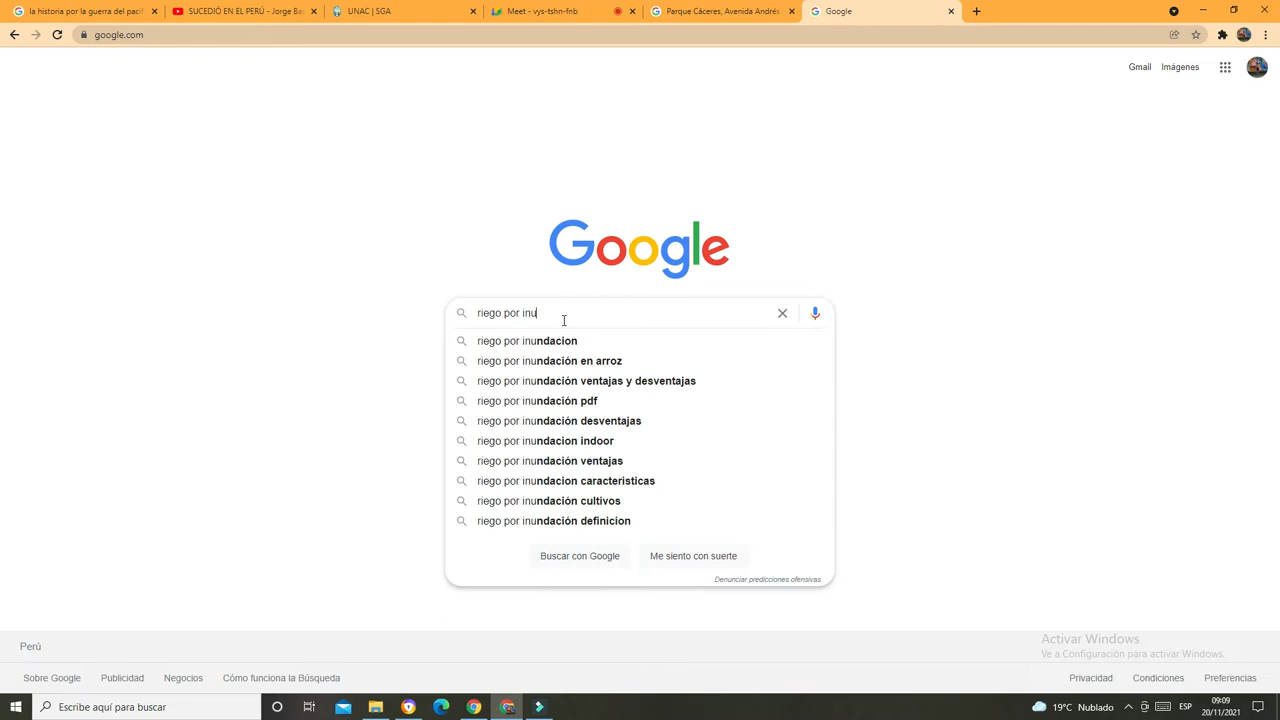 la historia por la guerra del pacif
SUCEDIÓ EN EL PERÚ - Jorge Ba
UNAC | SGA
Meet - vys-tshn-fnb
Parque Cáceres, Avenida Andrés
Google
google.com
Gmail Imágenes
Google
riego por inu
riego por inundacion
riego por inundación en arroz
riego por inundación ventajas y desventajas
riego por inundación pdf
riego por inundación desventajas
riego por inundacion indoor
riego por inundación ventajas
riego por inundacion caracteristicas
riego por inundación cultivos
riego por inundación definicion
Buscar con Google Me siento con suerte
Denunciar predicciones ofensivas
Perú
Activar Windows
Ve a Configuración para activar Windows.
Sobre Google Publicidad Negocios Cómo funciona la Búsqueda Privacidad Condiciones Preferencias
Escribe aquí para buscar
19°C Nublado
ESP
09:09
20/11/2021